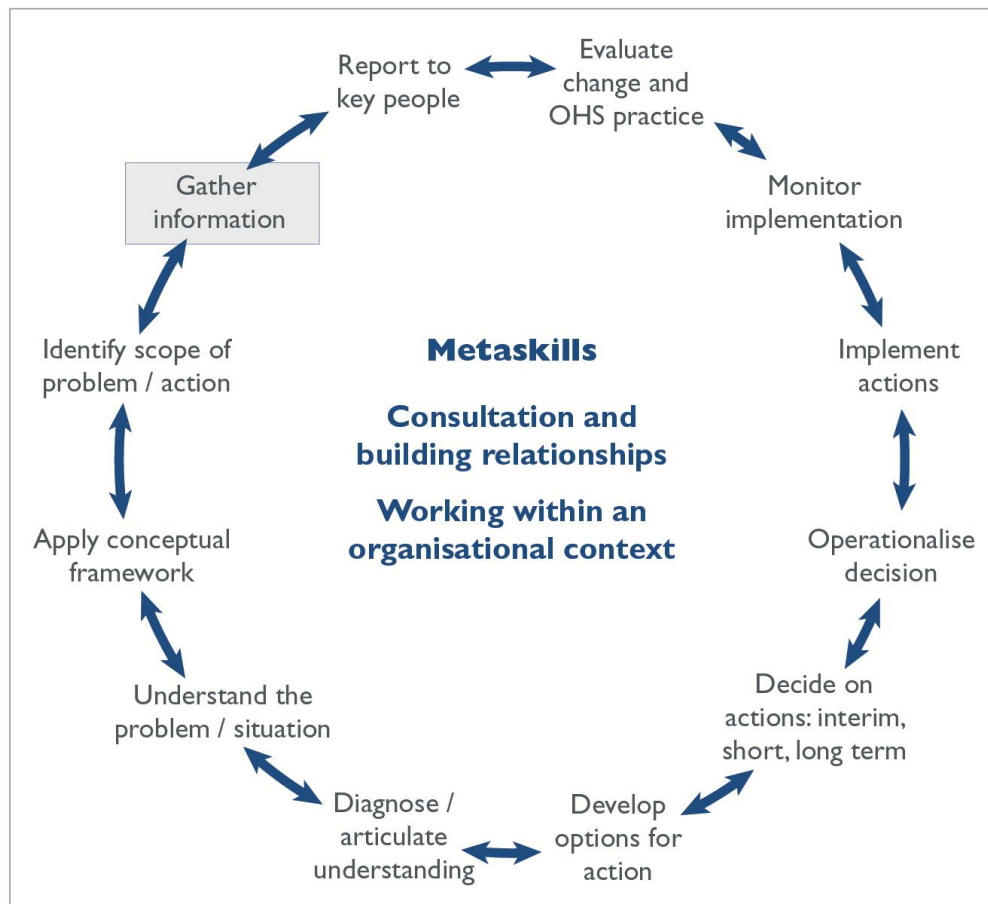 Report to
key people
Evaluate
change and
OHS practice
Monitor
implementation
Implement
actions
Operationalise
decision
Decide on
actions: interim,
short, long term
Develop
options for
action
Diagnose /
articulate
understanding
Understand the
problem / situation
Apply conceptual
framework
Identify scope of
problem / action
Gather
information
Metaskills
Consultation and
building relationships
Working within an
organisational context